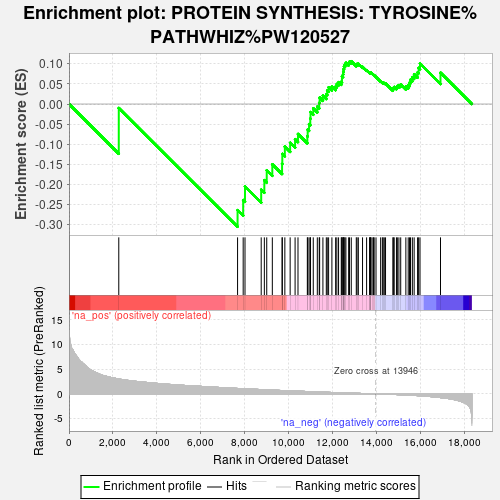 Enrichment plot: PROTEIN SYNTHESIS: TYROSINE%
PATHWHIZ%PW120527
Enrichment score (ES)
0.10
0.05
0.00
-0.05
-0.10
-0.15
-0.20
-0.25
-0.30
Ranked list metric (PreRanked)
15
10
5
0
-5
'na_pos' (positively correlated)
Zero cross at 13946
'na_neg' (negatively correlated)
0 2,000 4,000 6,000 8,000 10,000 12,000 14,000 16,000 18,000
Rank in Ordered Dataset
Enrichment profile Hits Ranking metric scores